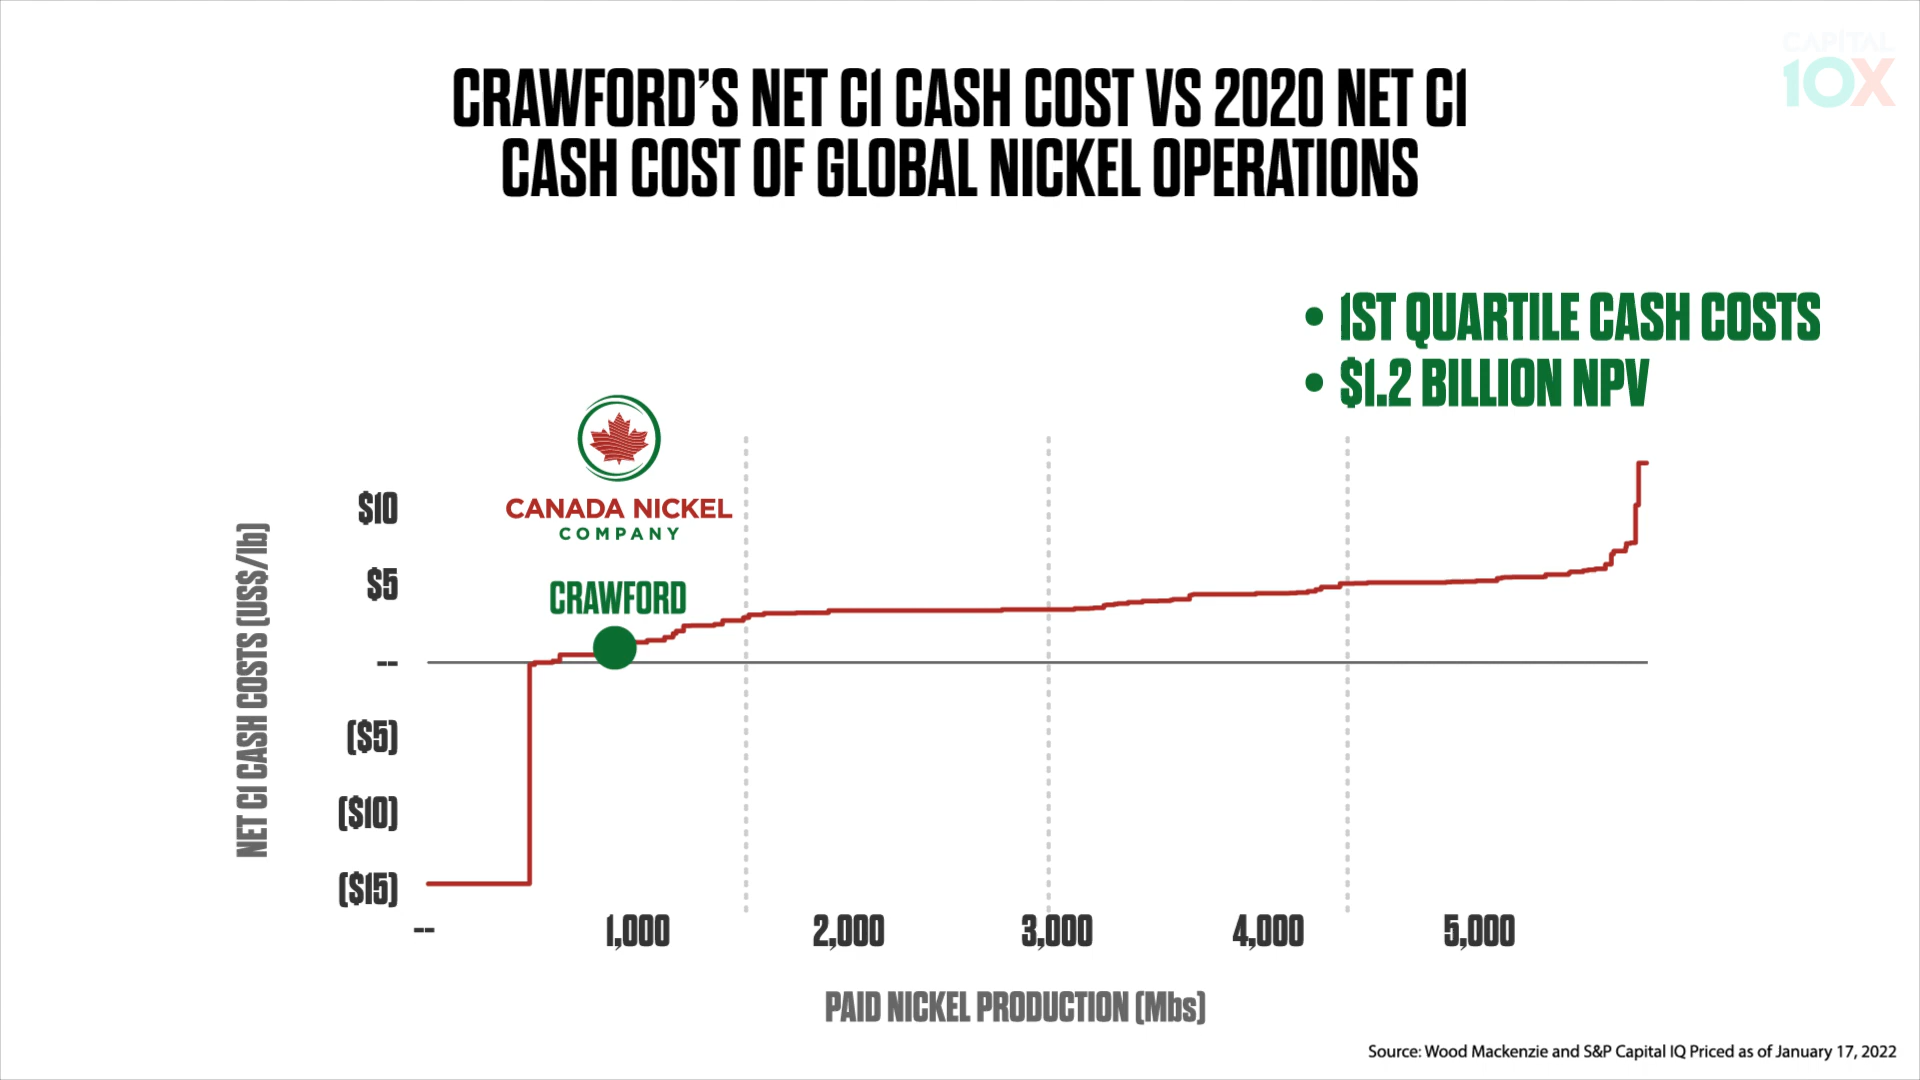 CAPITAL
10X
CRAWFORD'S NET C1 CASH COST VS 2020 NET C1
CASH COST OF GLOBAL NICKEL OPERATIONS
• 1ST QUARTILE CASH COSTS
• $1.2 BILLION NPV
CANADA NICKEL
COMPANY
CRAWFORD
NET C1 CASH COSTS (US$/lb)
$10
$5
--
($5)
($10)
($15)
-- 1,000 2,000 3,000 4,000 5,000
PAID NICKEL PRODUCTION (Mbs)
Source: Wood Mackenzie and S&P Capital IQ Priced as of January 17, 2022